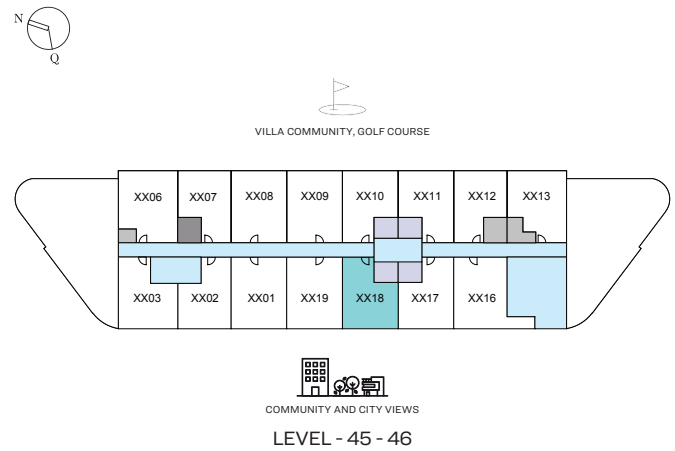 N
Q
VILLA COMMUNITY, GOLF COURSE
XX06 XX07 XX08 XX09 XX10 XX11 XX12 XX13
XX03 XX02 XX01 XX19 XX18 XX17 XX16
COMMUNITY AND CITY VIEWS
LEVEL - 45 - 46